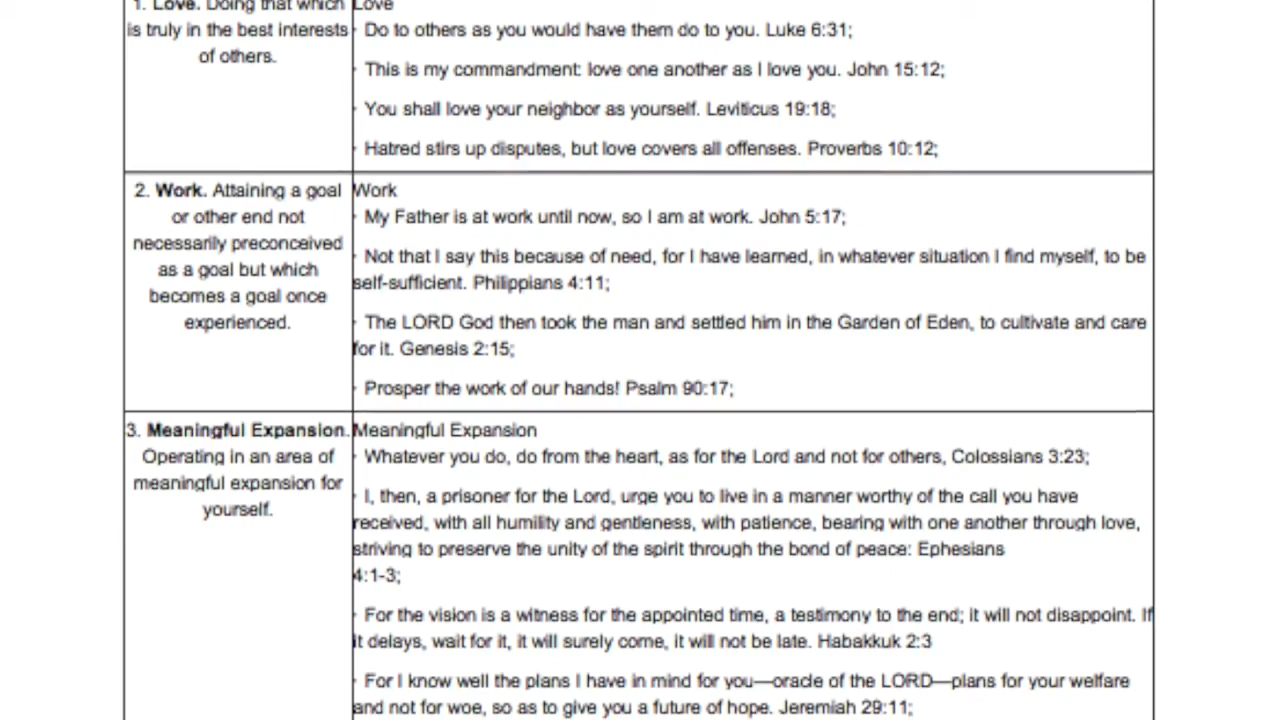 1. Love. Doing that which
is truly in the best interests
of others.
Love
· Do to others as you would have them do to you. Luke 6:31;
· This is my commandment: love one another as I love you. John 15:12;
· You shall love your neighbor as yourself. Leviticus 19:18;
· Hatred stirs up disputes, but love covers all offenses. Proverbs 10:12;
2. Work. Attaining a goal
or other end not
necessarily preconceived
as a goal but which
becomes a goal once
experienced.
Work
· My Father is at work until now, so I am at work. John 5:17;
· Not that I say this because of need, for I have learned, in whatever situation I find myself, to be
self-sufficient. Philippians 4:11;
· The LORD God then took the man and settled him in the Garden of Eden, to cultivate and care
for it. Genesis 2:15;
· Prosper the work of our hands! Psalm 90:17;
3. Meaningful Expansion.
Operating in an area of
meaningful expansion for
yourself.
Meaningful Expansion
· Whatever you do, do from the heart, as for the Lord and not for others, Colossians 3:23;
· I, then, a prisoner for the Lord, urge you to live in a manner worthy of the call you have
received, with all humility and gentleness, with patience, bearing with one another through love,
striving to preserve the unity of the spirit through the bond of peace: Ephesians
4:1-3;
· For the vision is a witness for the appointed time, a testimony to the end; it will not disappoint. If
it delays, wait for it, it will surely come, it will not be late. Habakkuk 2:3
· For I know well the plans I have in mind for you—oracle of the LORD—plans for your welfare
and not for woe, so as to give you a future of hope. Jeremiah 29:11;